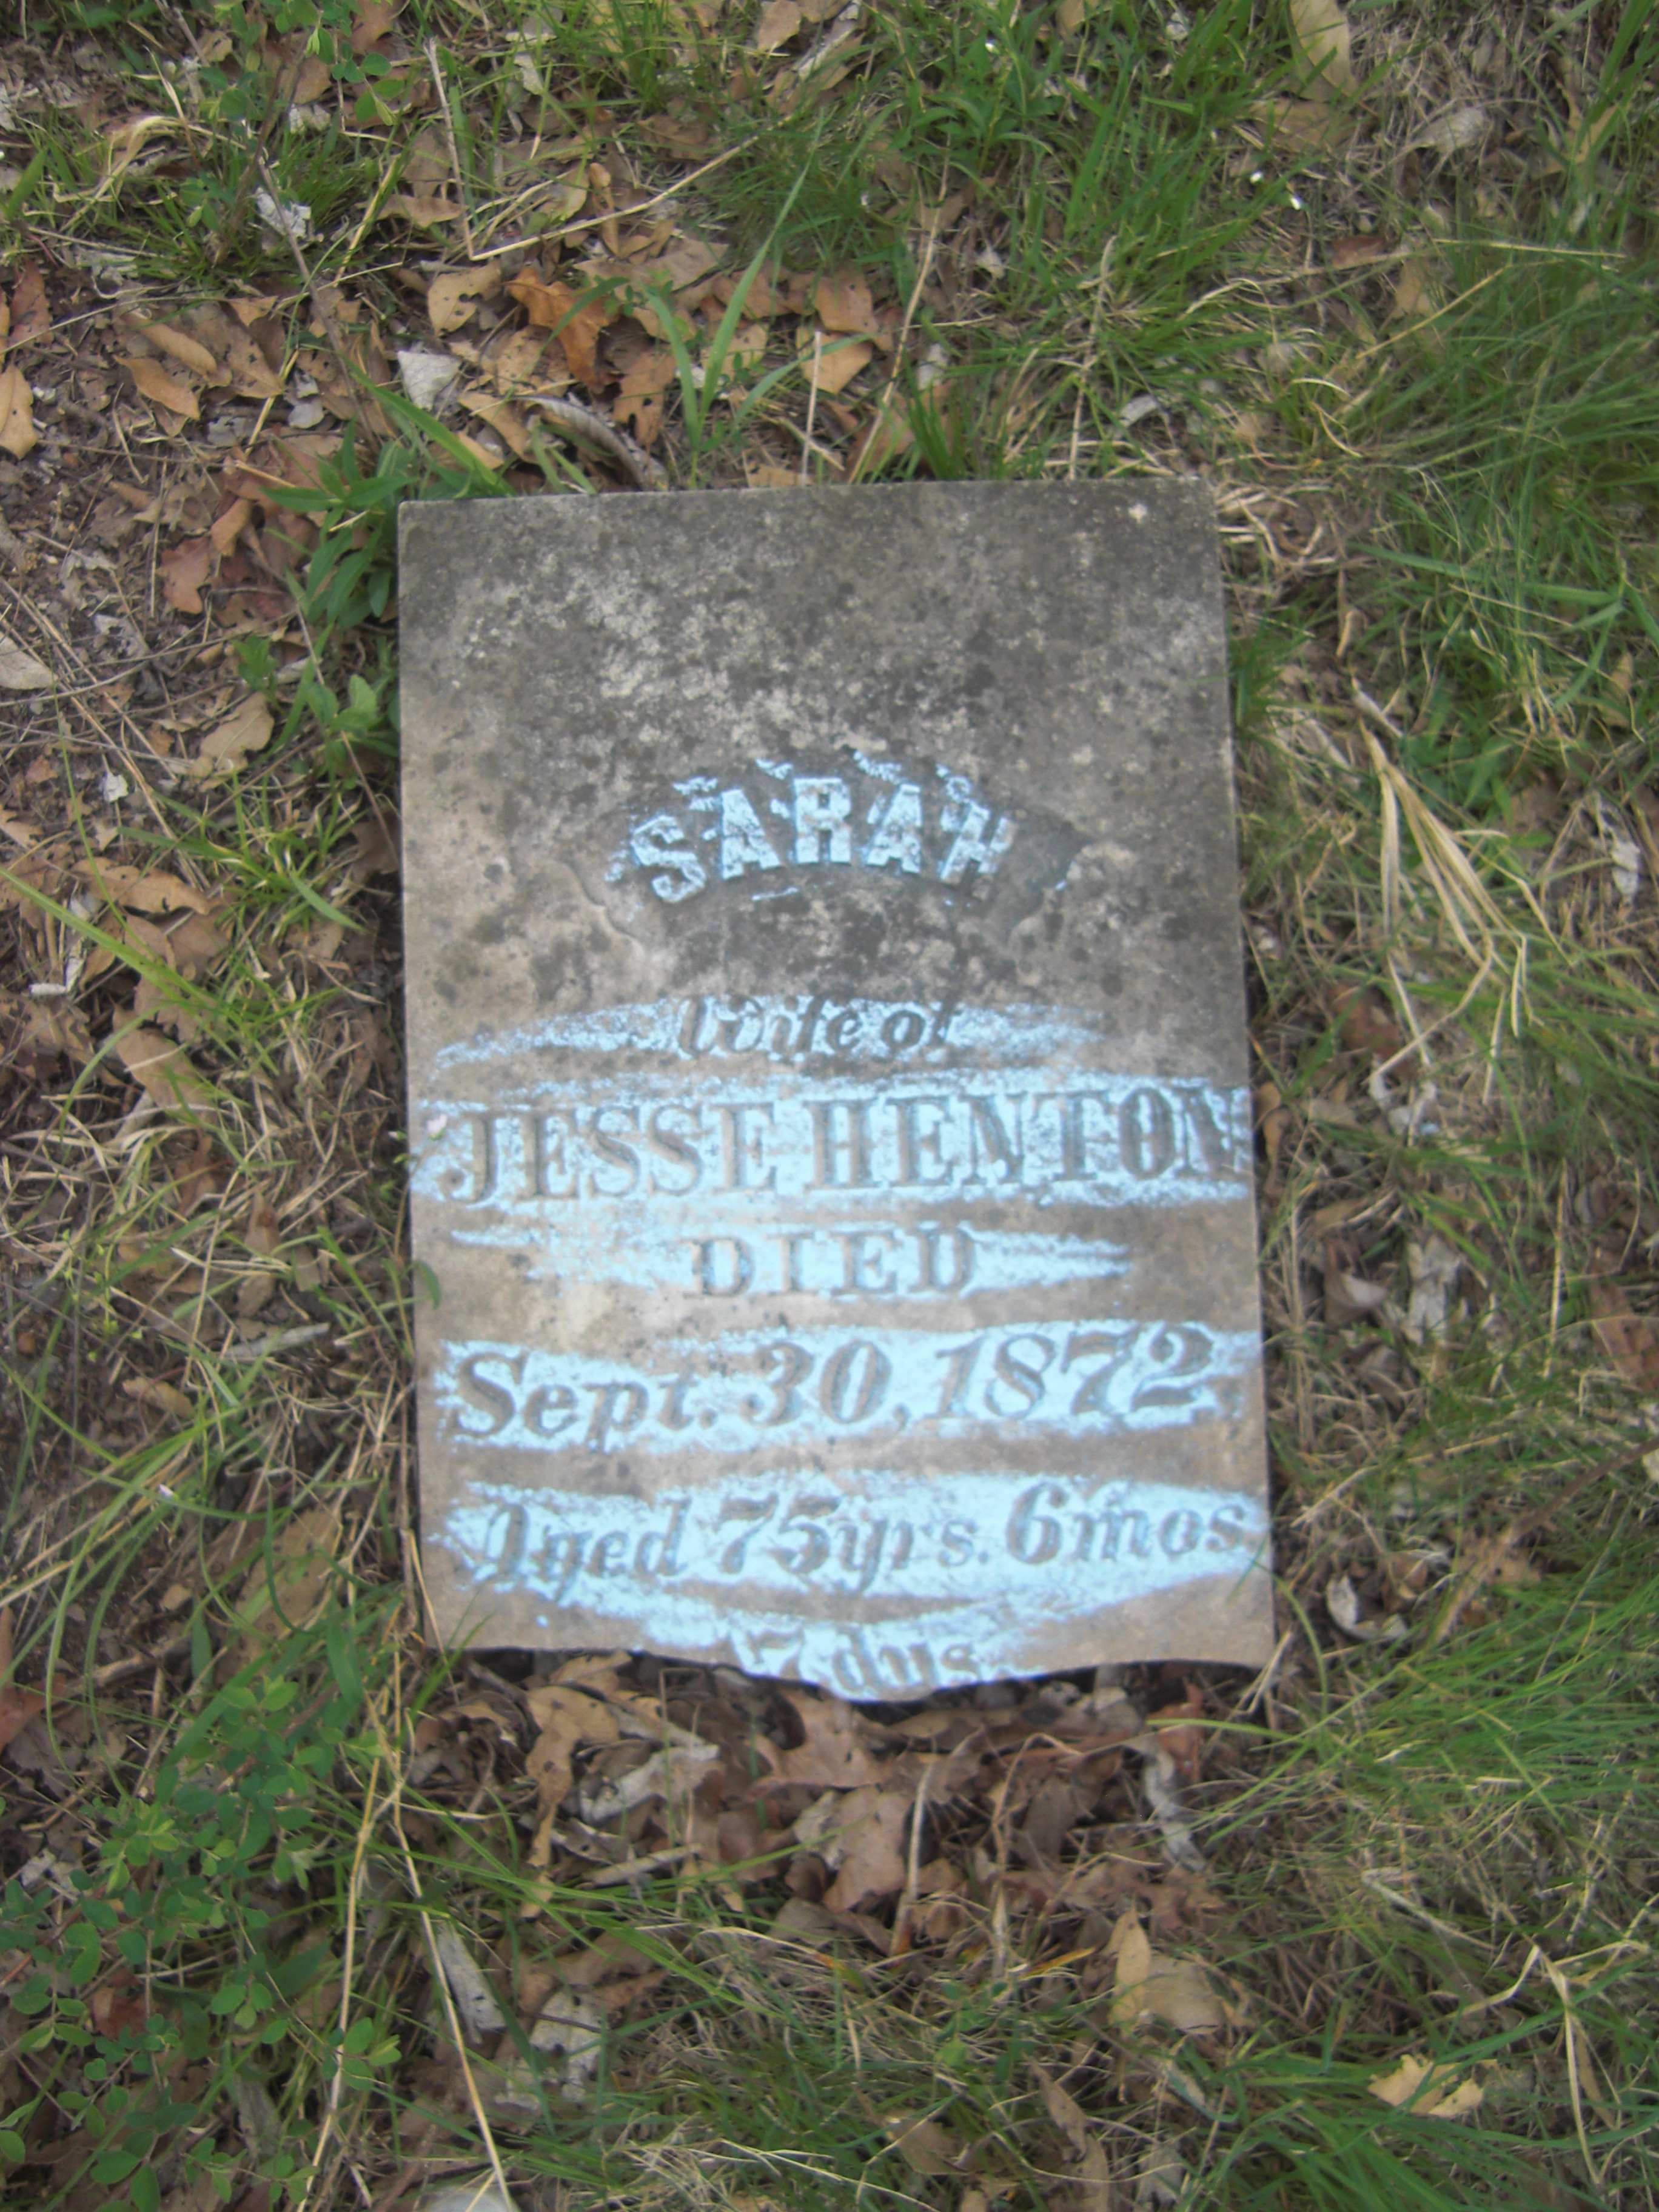 SARAH
Wife of
JESSE HENTON
DIED
Sept. 30, 1872
Aged 75 yrs. 6 mos.
7 dys.